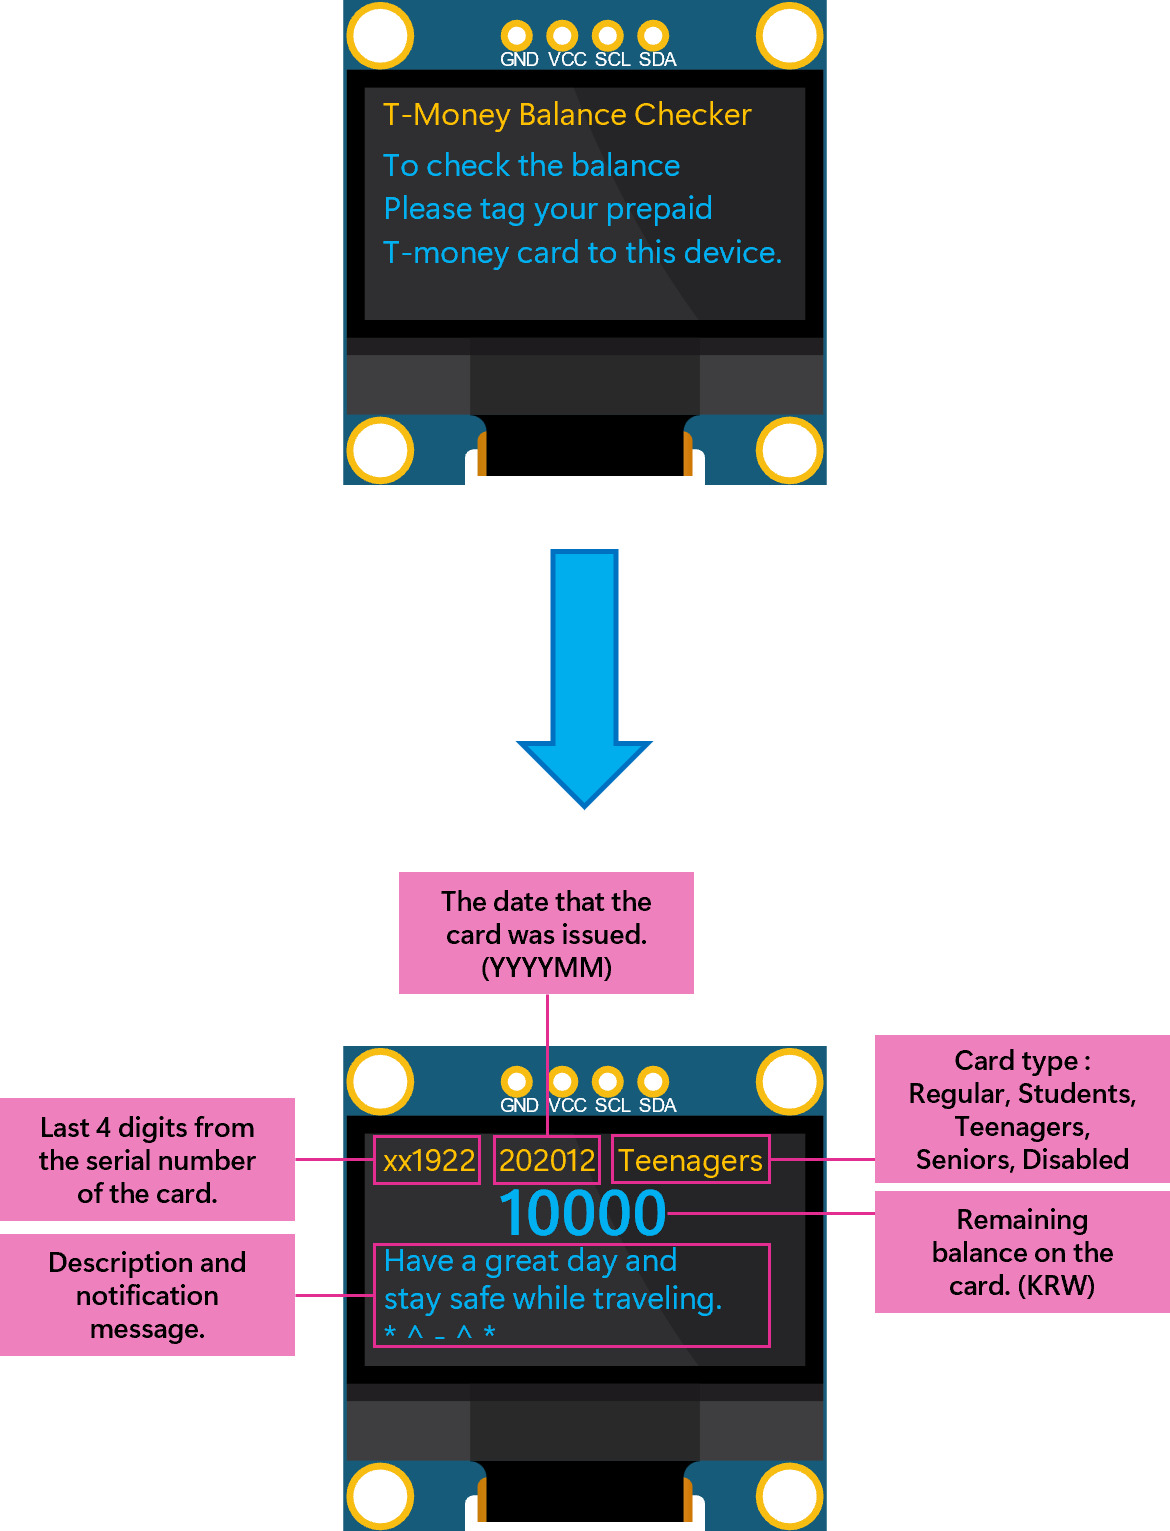 GND VCC SCL SDA
T-Money Balance Checker
To check the balance
Please tag your prepaid
T-money card to this device.
The date that the
card was issued.
(YYYYMM)
GND VCC SCL SDA
Card type :
Regular, Students,
Teenagers,
Seniors, Disabled
Last 4 digits from
the serial number
of the card.
xx1922 202012 Teenagers
10000
Remaining
balance on the
card. (KRW)
Description and
notification
message.
Have a great day and
stay safe while traveling.
* ^ - ^ *